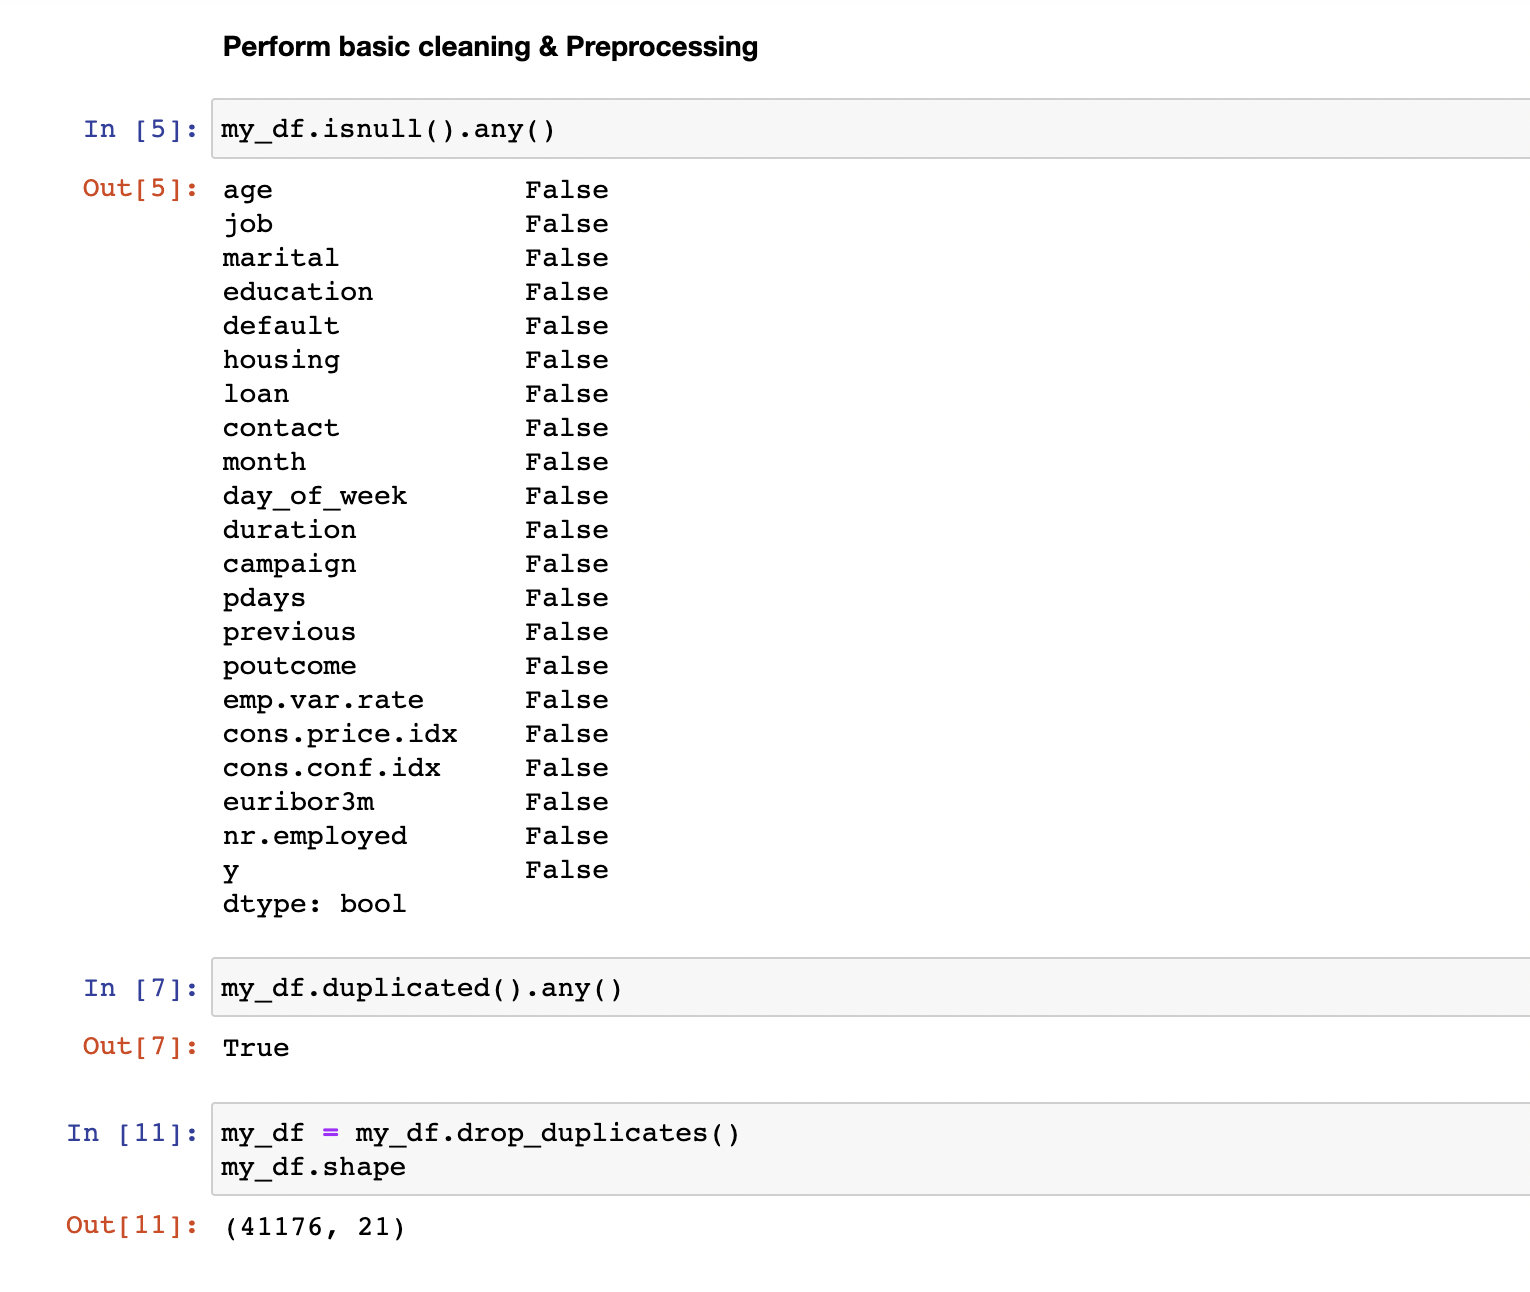 Perform basic cleaning & Preprocessing
In [5]: my_df.isnull().any()
Out[5]: age False
job False
marital False
education False
default False
housing False
loan False
contact False
month False
day_of_week False
duration False
campaign False
pdays False
previous False
poutcome False
emp.var.rate False
cons.price.idx False
cons.conf.idx False
euribor3m False
nr.employed False
y False
dtype: bool
In [7]: my_df.duplicated().any()
Out[7]: True
In [11]: my_df = my_df.drop_duplicates()
my_df.shape
Out[11]: (41176, 21)